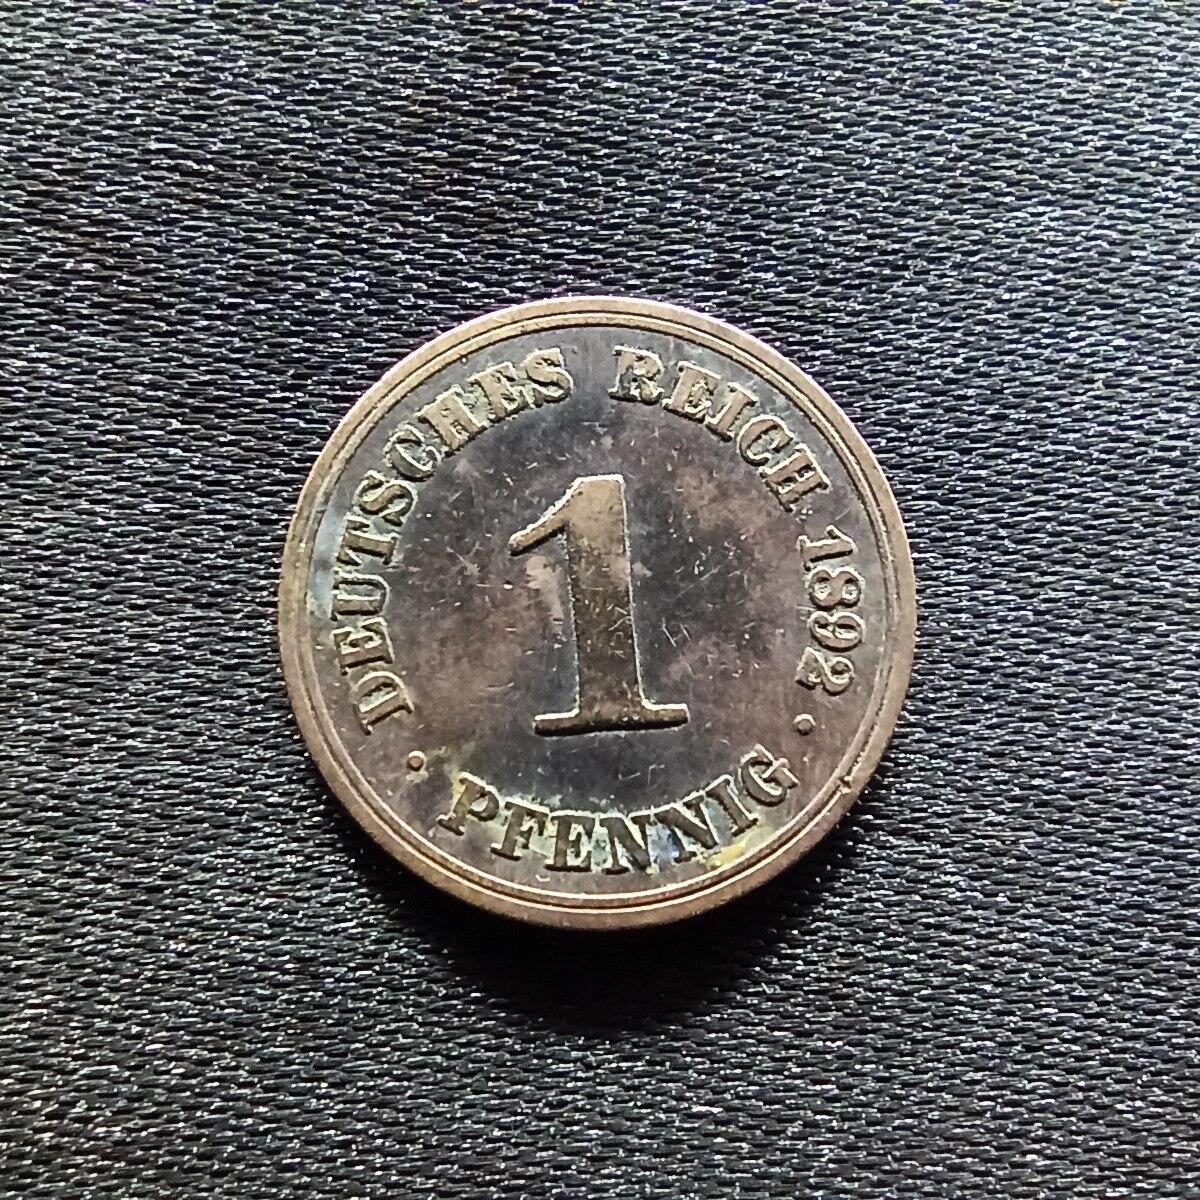 DEUTSCHES REICH 1892
1
· PFENNIG ·